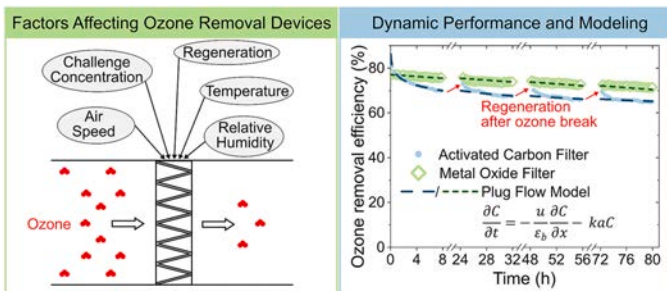 Factors Affecting Ozone Removal Devices
Regeneration
Challenge
Concentration
Temperature
Air
Speed
Relative
Humidity
Ozone
Dynamic Performance and Modeling
Ozone removal efficiency (%)
80
60
40
20
0
Regeneration
after ozone break
Activated Carbon Filter
Metal Oxide Filter
/ Plug Flow Model
∂C/∂t = − u/ε_b ∂C/∂x − kaC
0 4 8 24 28 32 48 52 56 72 76 80
Time (h)